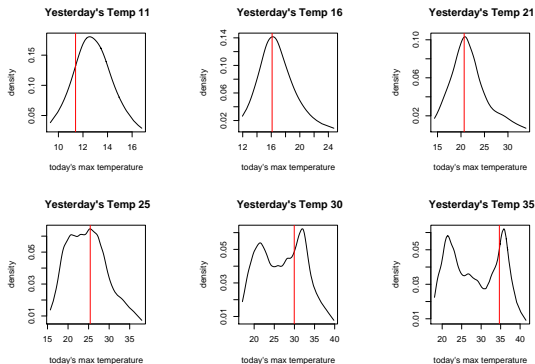 Yesterday's Temp 11
density
0.05 0.10 0.15
10 12 14 16
today's max temperature
Yesterday's Temp 16
density
0.02 0.06 0.10 0.14
12 16 20 24
today's max temperature
Yesterday's Temp 21
density
0.02 0.06 0.10
15 20 25 30
today's max temperature
Yesterday's Temp 25
density
0.01 0.03 0.05
15 20 25 30 35
today's max temperature
Yesterday's Temp 30
density
0.01 0.03 0.05
20 25 30 35 40
today's max temperature
Yesterday's Temp 35
density
0.01 0.03 0.05
20 25 30 35 40
today's max temperature